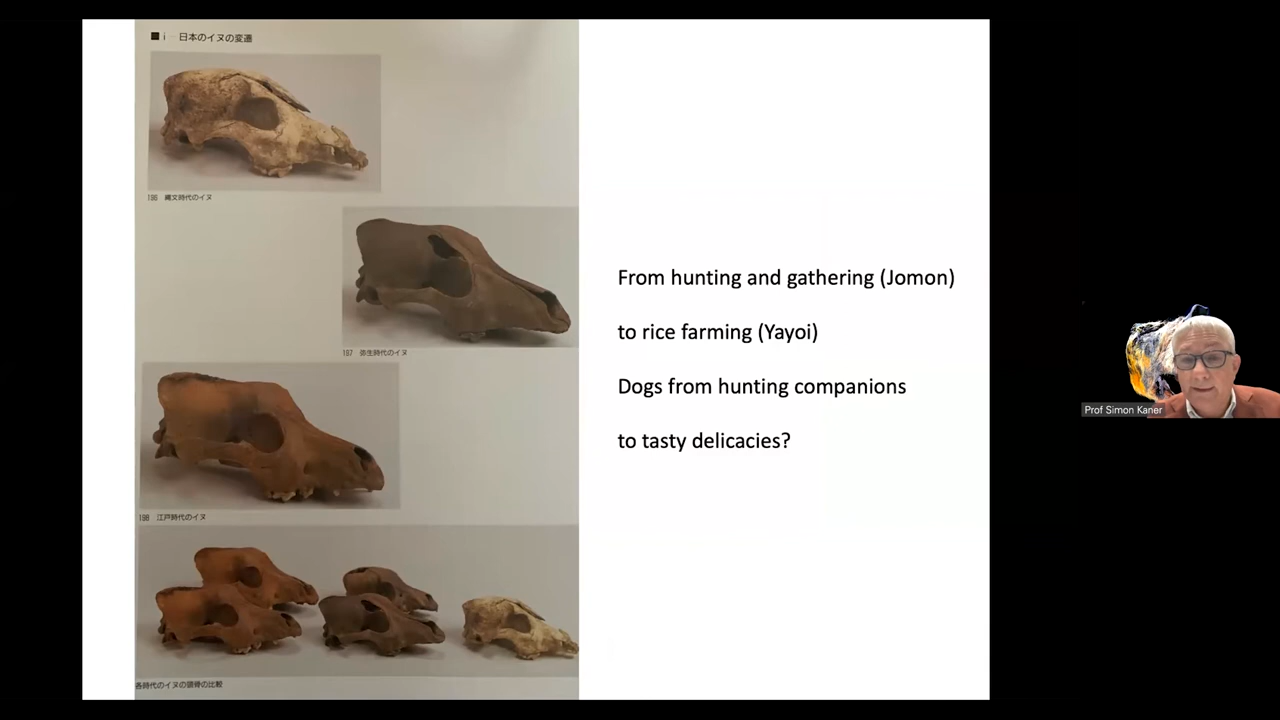 ■ i 日本のイヌの変遷
196 縄文時代のイヌ
197 弥生時代のイヌ
198 江戸時代のイヌ
各時代のイヌの頭骨の比較
From hunting and gathering (Jomon)
to rice farming (Yayoi)
Dogs from hunting companions
to tasty delicacies?
Prof Simon Kaner